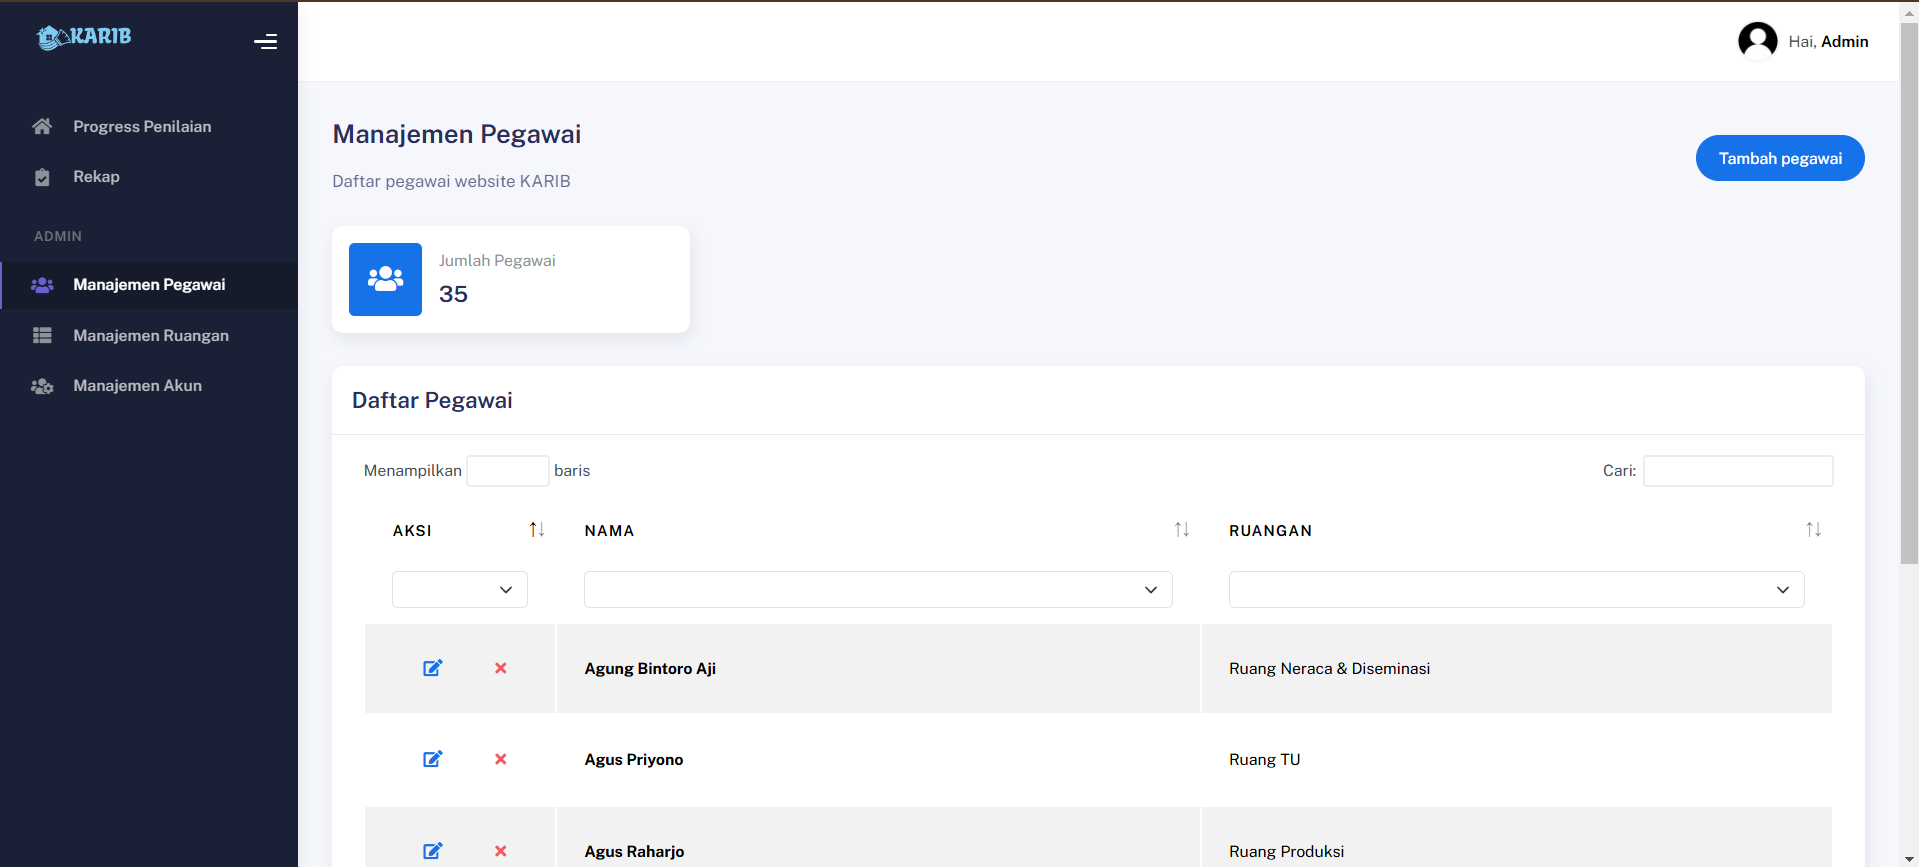 KARIB
Hai, Admin
Progress Penilaian
Rekap
ADMIN
Manajemen Pegawai
Manajemen Ruangan
Manajemen Akun
Manajemen Pegawai
Daftar pegawai website KARIB
Tambah pegawai
Jumlah Pegawai
35
Daftar Pegawai
Menampilkan baris
Cari:
AKSI NAMA RUANGAN
Agung Bintoro Aji Ruang Neraca & Diseminasi
Agus Priyono Ruang TU
Agus Raharjo Ruang Produksi